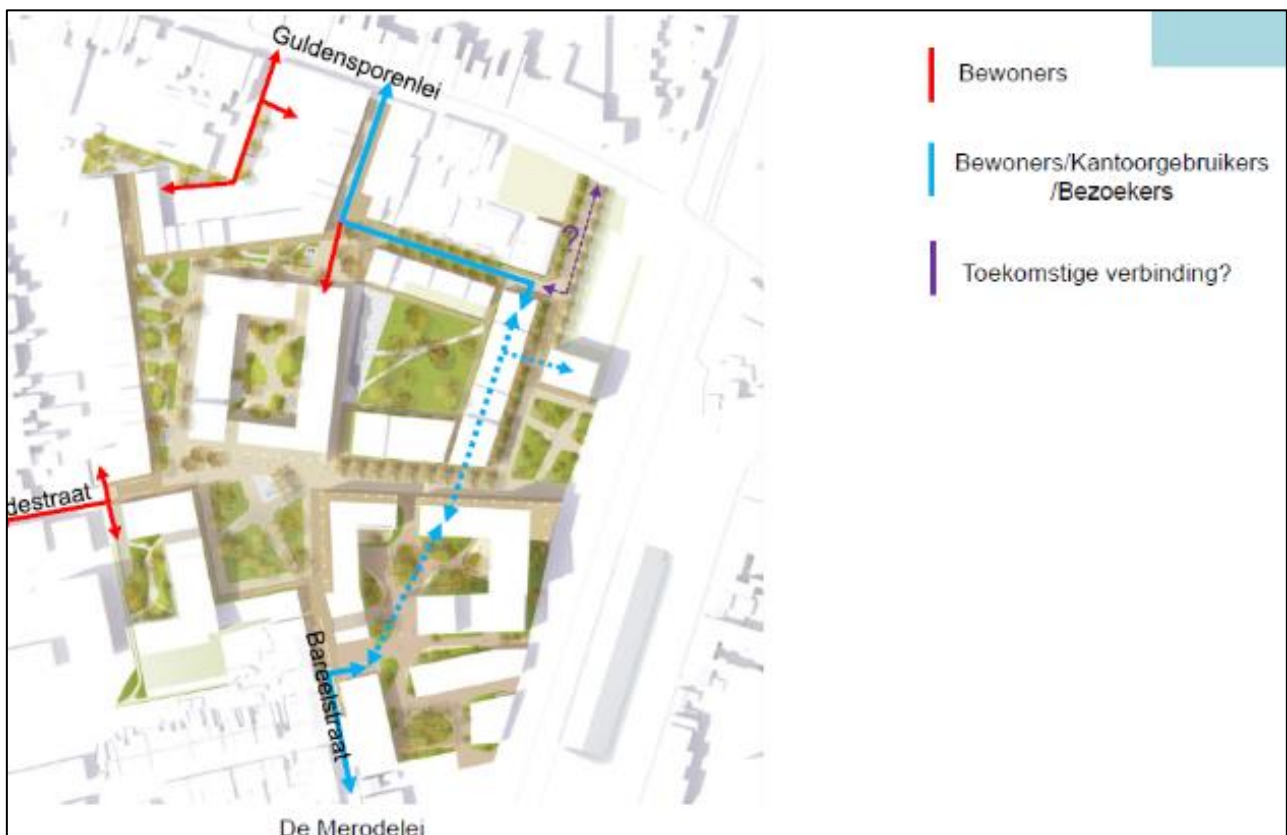 Guldensporenlei
Bewoners
Bewoners/Kantoorgebruikers
/Bezoekers
?
Toekomstige verbinding?
destraat
Bareelstraat
De Merodelei